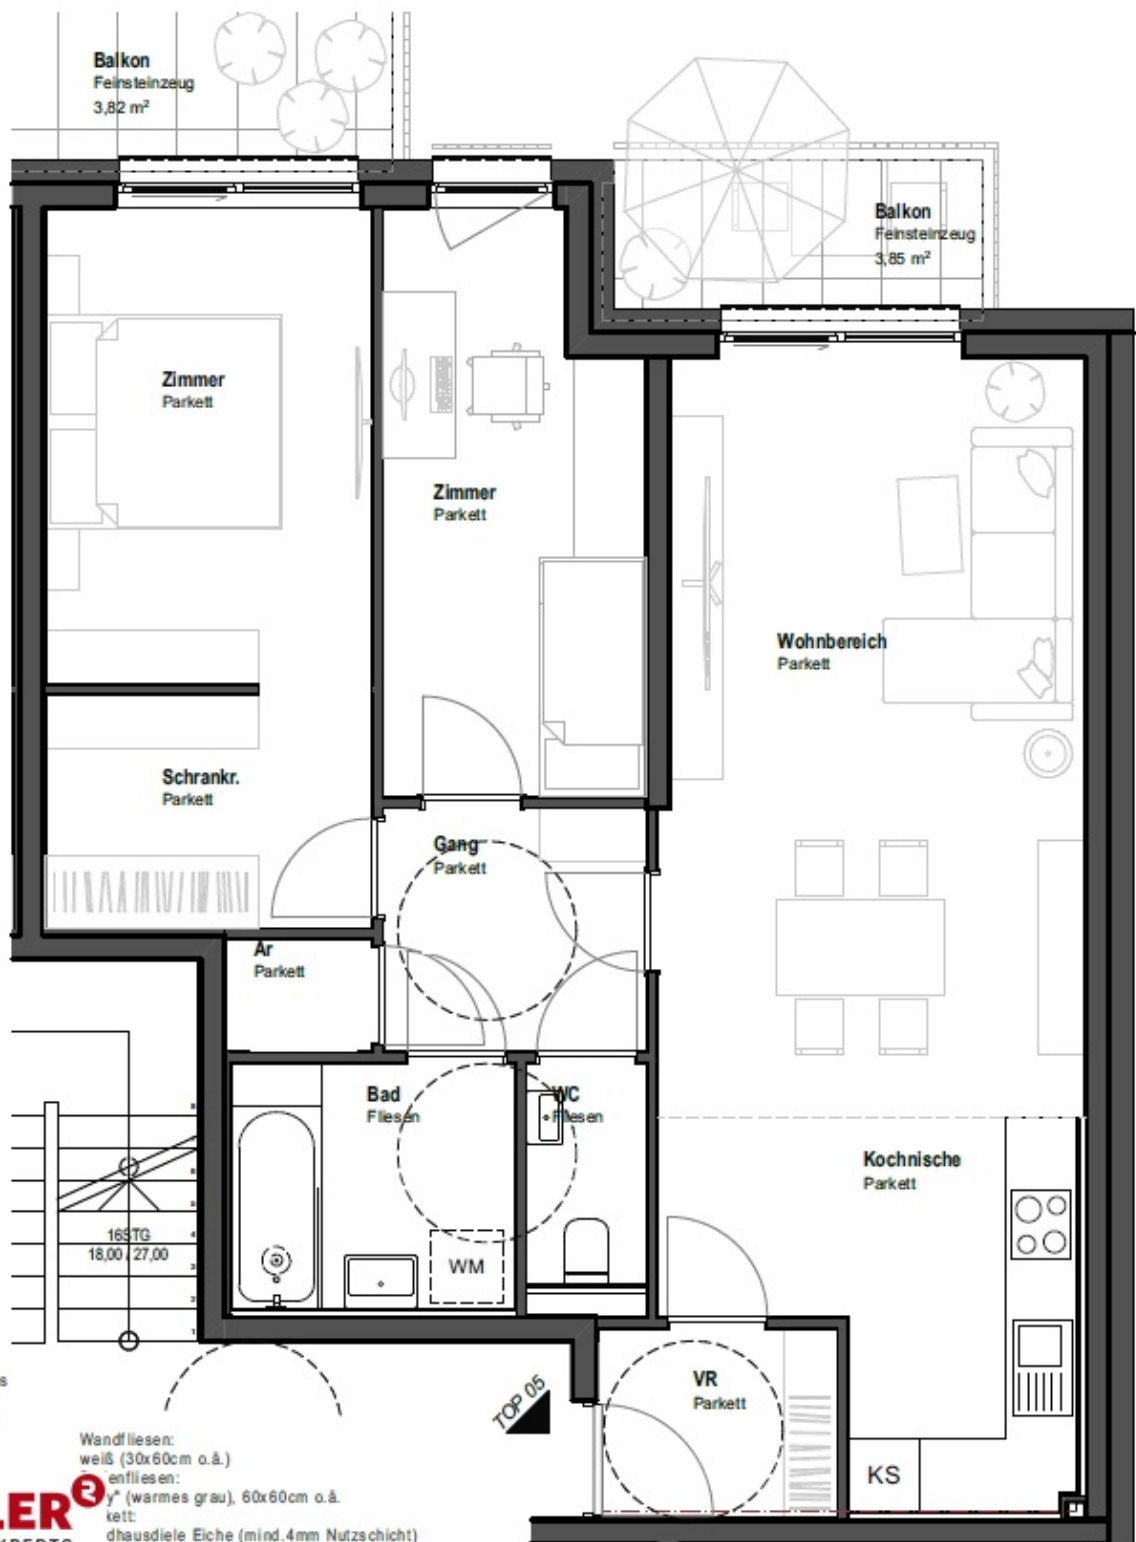 Balkon
Feinsteinzeug
3,82 m²
Balkon
Feinsteinzeug
3,85 m²
Zimmer
Parkett
Zimmer
Parkett
Wohnbereich
Parkett
Schrankr.
Parkett
Gang
Parkett
Ar
Parkett
Bad
Fliesen
WC
Fliesen
Kochnische
Parkett
16STG
18,00 / 27,00
WM
VR
Parkett
TOP 05
KS
Wandfliesen:
weiß (30x60cm o.ä.)
enfliesen:
y" (warmes grau), 60x60cm o.ä.
kett:
dhausdiele Eiche (mind.4mm Nutzschicht)
LER